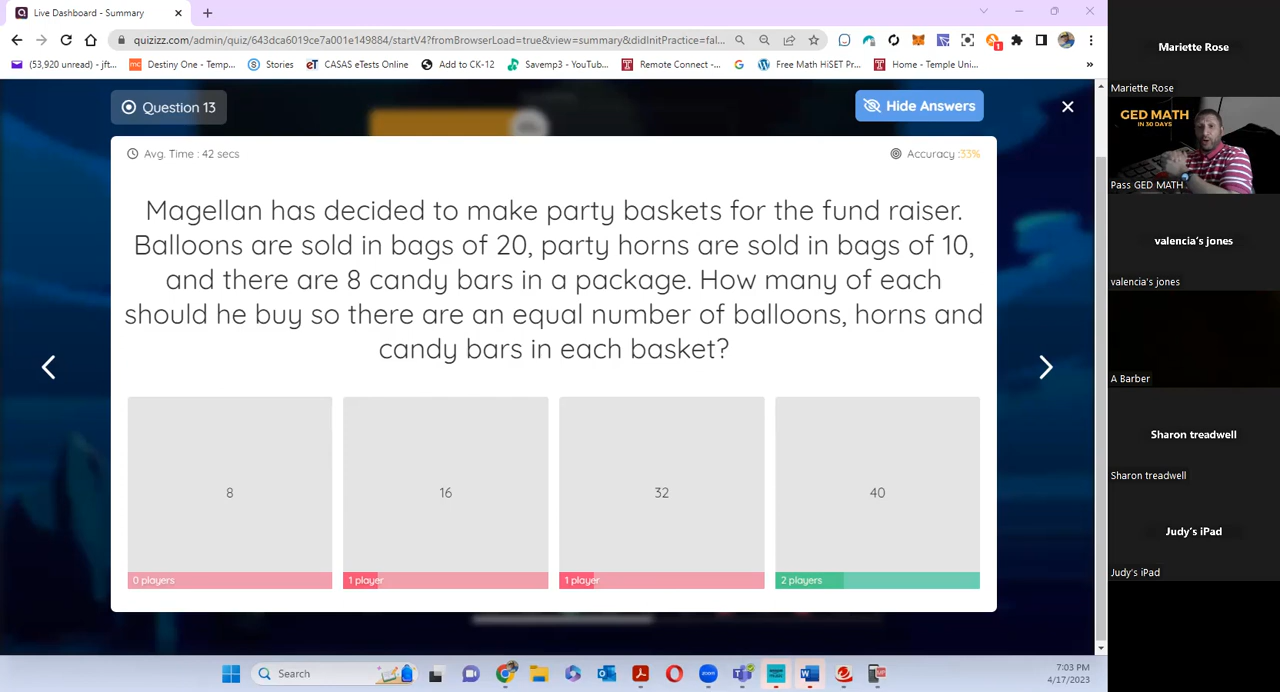 Live Dashboard - Summary
quizizz.com/admin/quiz/643dca6019ce7a001e149884/startV4?fromBrowserLoad=true&view=summary&didInitPractice=fal...
1
(53,920 unread) - jft...
Destiny One - Temp...
Stories
eT CASAS eTests Online
Add to CK-12
Savemp3 - YouTub...
Remote Connect -...
Free Math HiSET Pr...
Home - Temple Uni...
»
Question 13
Hide Answers
Avg. Time : 42 secs
Accuracy :33%
Magellan has decided to make party baskets for the fund raiser.
Balloons are sold in bags of 20, party horns are sold in bags of 10,
and there are 8 candy bars in a package. How many of each
should he buy so there are an equal number of balloons, horns and
candy bars in each basket?
8
16
32
40
0 players
1 player
1 player
2 players
Search
7:03 PM
4/17/2023
Mariette Rose
Mariette Rose
GED MATH
IN 30 DAYS
Pass GED MATH
valencia's jones
valencia's jones
A Barber
Sharon treadwell
Sharon treadwell
Judy's iPad
Judy's iPad